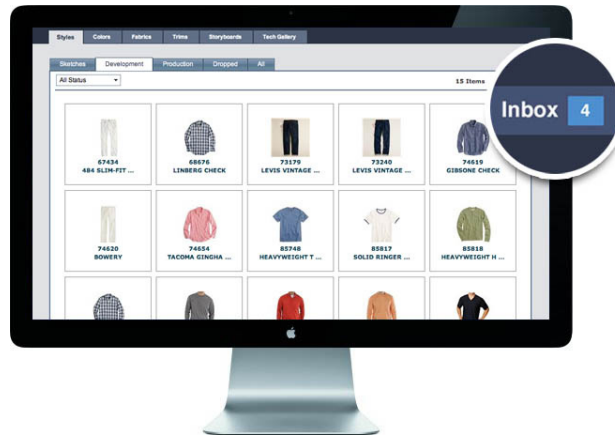 Styles Colors Fabrics Trims Storyboards Tech Gallery
Sketches Development Production Dropped All
All Status 15 Items
Inbox 4
67434 68676 73179 73240 74619
484 SLIM-FIT ... LINBERG CHECK LEVIS VINTAGE ... LEVIS VINTAGE ... GIBSONE CHECK
74620 74654 85748 85817 85818
BOWERY TACOMA GINGHA ... HEAVYWEIGHT T ... SOLID RINGER ... HEAVYWEIGHT H ...